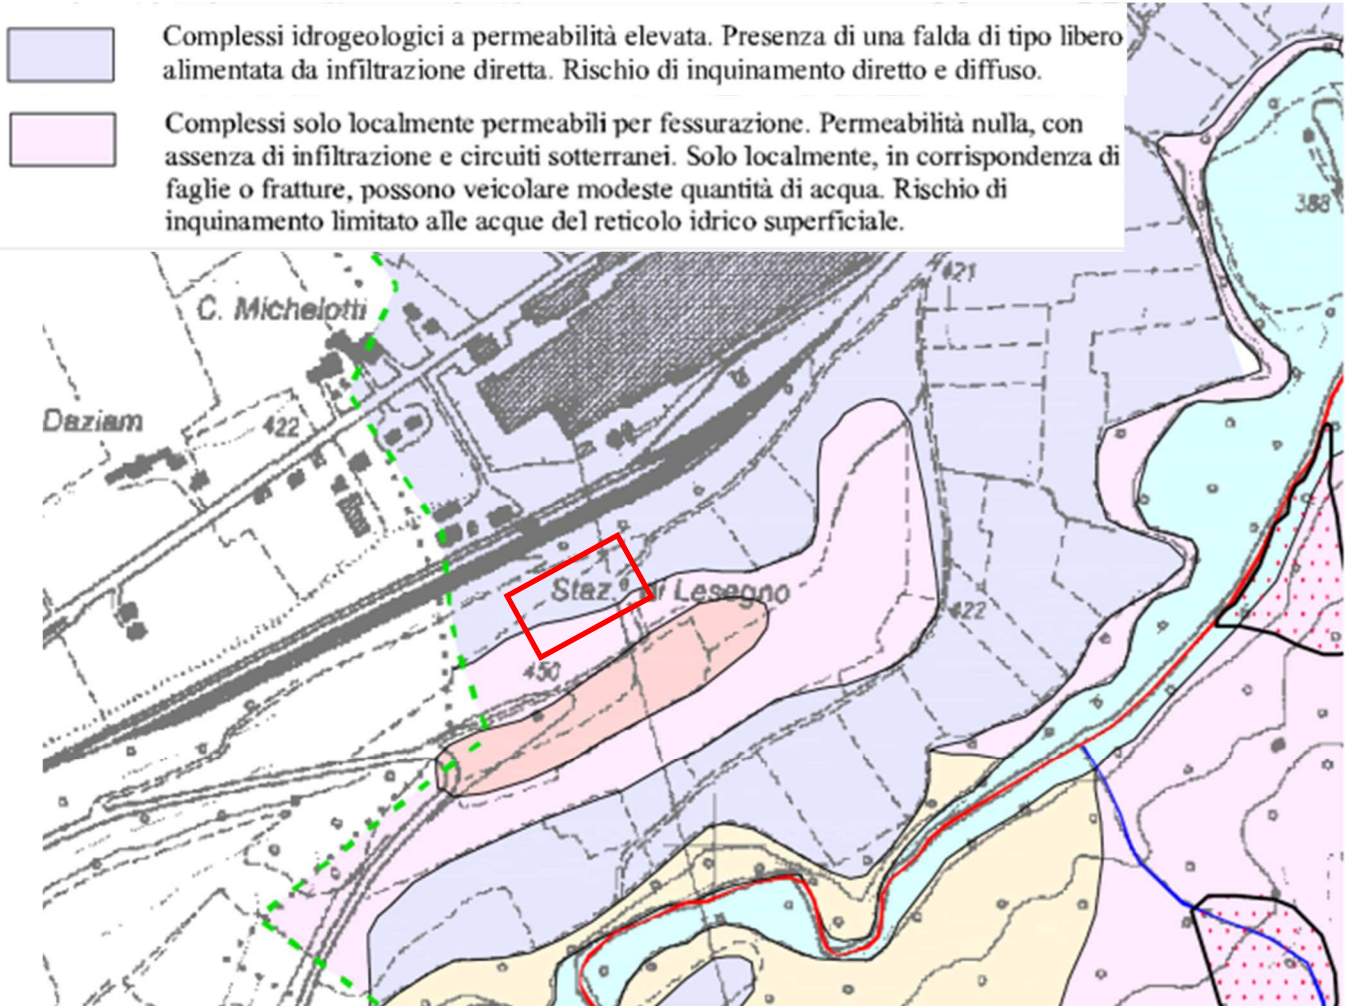 Complessi idrogeologici a permeabilità elevata. Presenza di una falda di tipo libero
alimentata da infiltrazione diretta. Rischio di inquinamento diretto e diffuso.
Complessi solo localmente permeabili per fessurazione. Permeabilità nulla, con
assenza di infiltrazione e circuiti sotterranei. Solo localmente, in corrispondenza di
faglie o fratture, possono veicolare modeste quantità di acqua. Rischio di
inquinamento limitato alle acque del reticolo idrico superficiale.
388
421
C. Michelotti
Daziam
422
Staz.ᵉ di Lesegno
422
450